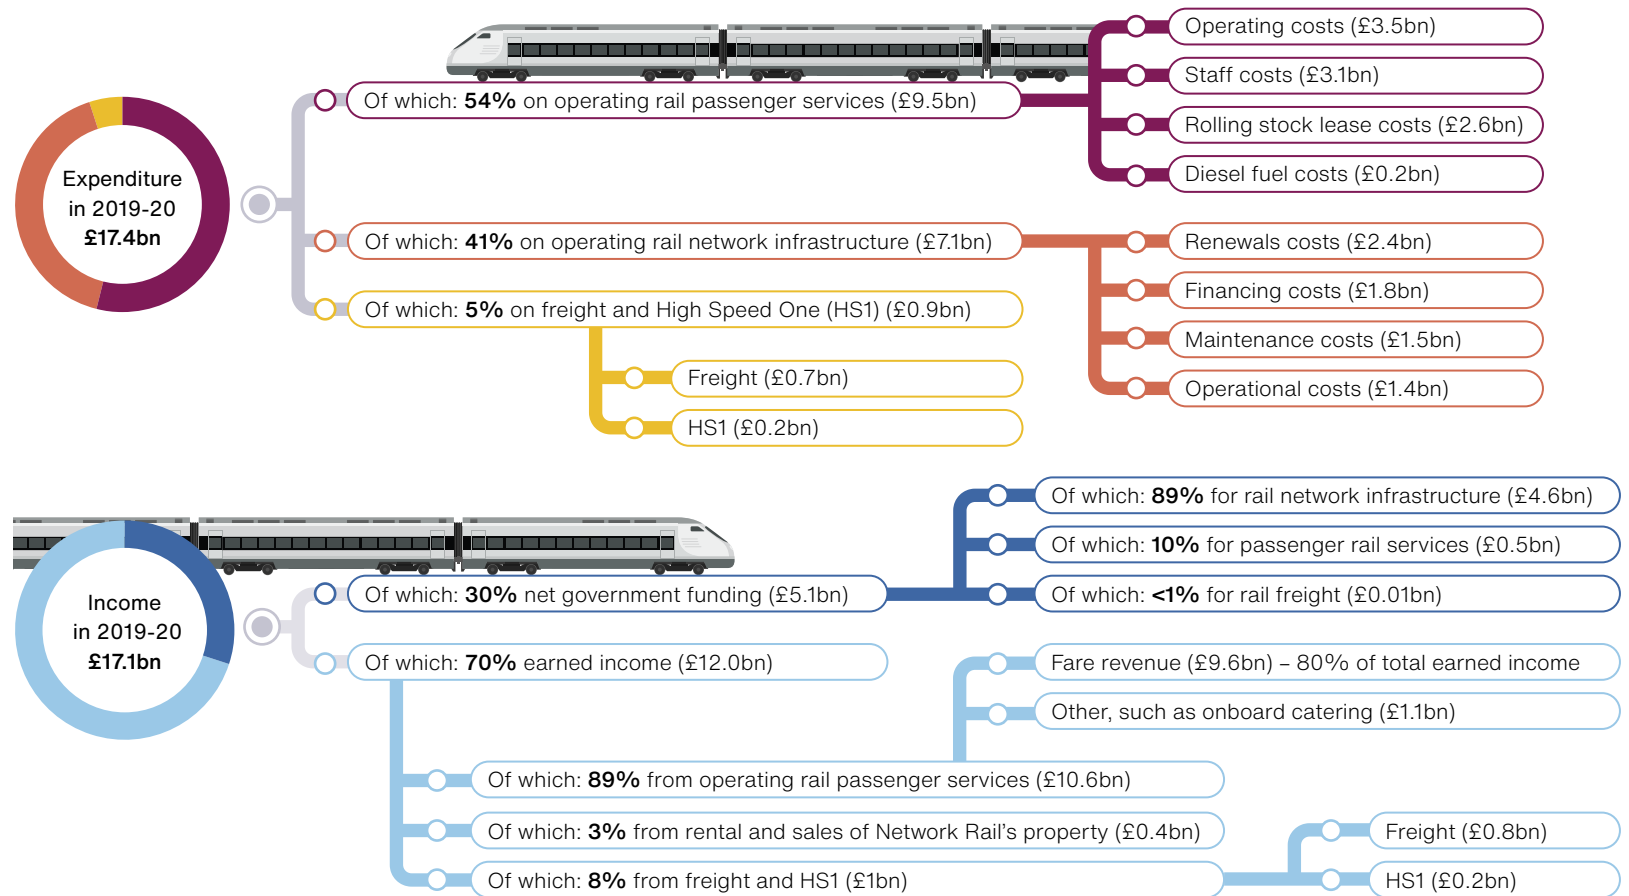 Operating costs (£3.5bn)
Staff costs (£3.1bn)
Of which: 54% on operating rail passenger services (£9.5bn)
Rolling stock lease costs (£2.6bn)
Diesel fuel costs (£0.2bn)
Expenditure
in 2019-20
£17.4bn
Of which: 41% on operating rail network infrastructure (£7.1bn)
Renewals costs (£2.4bn)
Financing costs (£1.8bn)
Maintenance costs (£1.5bn)
Operational costs (£1.4bn)
Of which: 5% on freight and High Speed One (HS1) (£0.9bn)
Freight (£0.7bn)
HS1 (£0.2bn)
Income
in 2019-20
£17.1bn
Of which: 30% net government funding (£5.1bn)
Of which: 89% for rail network infrastructure (£4.6bn)
Of which: 10% for passenger rail services (£0.5bn)
Of which: <1% for rail freight (£0.01bn)
Of which: 70% earned income (£12.0bn)
Fare revenue (£9.6bn) – 80% of total earned income
Other, such as onboard catering (£1.1bn)
Of which: 89% from operating rail passenger services (£10.6bn)
Of which: 3% from rental and sales of Network Rail’s property (£0.4bn)
Of which: 8% from freight and HS1 (£1bn)
Freight (£0.8bn)
HS1 (£0.2bn)